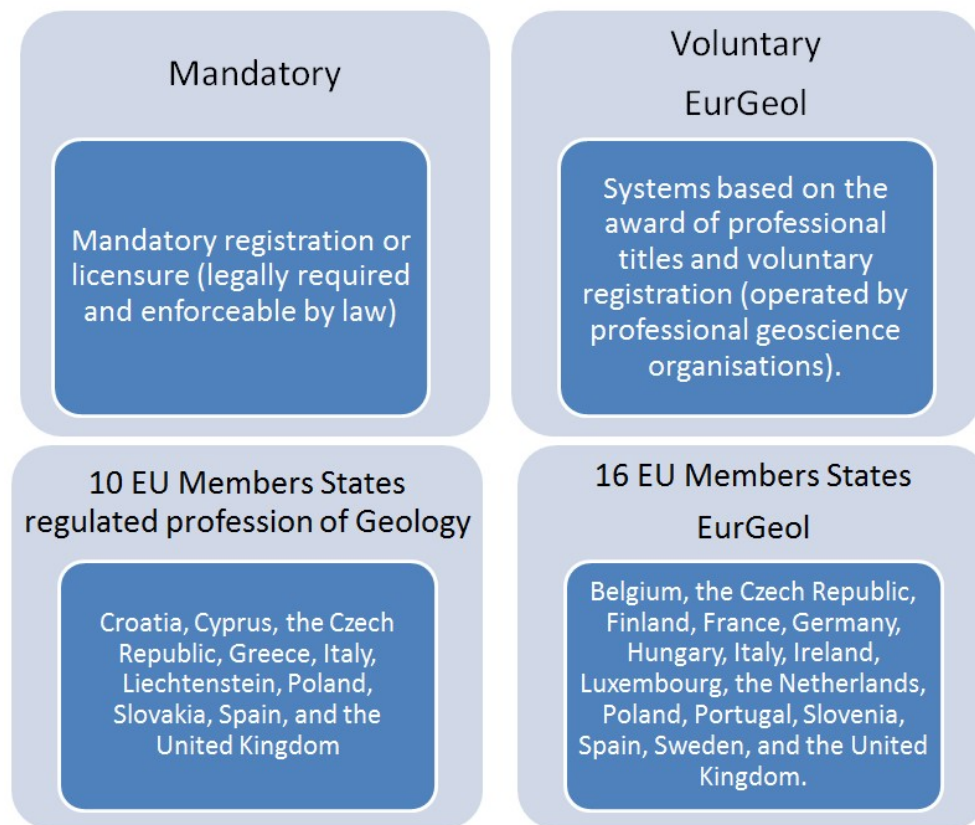 Mandatory
Mandatory registration or
licensure (legally required
and enforceable by law)
Voluntary
EurGeol
Systems based on the
award of professional
titles and voluntary
registration (operated by
professional geoscience
organisations).
10 EU Members States
regulated profession of Geology
Croatia, Cyprus, the Czech
Republic, Greece, Italy,
Liechtenstein, Poland,
Slovakia, Spain, and the
United Kingdom
16 EU Members States
EurGeol
Belgium, the Czech Republic,
Finland, France, Germany,
Hungary, Italy, Ireland,
Luxembourg, the Netherlands,
Poland, Portugal, Slovenia,
Spain, Sweden, and the United
Kingdom.